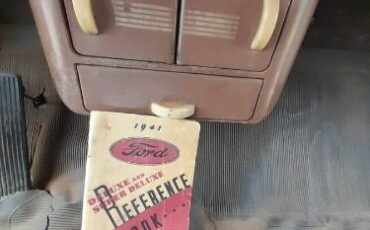 1941
Ford
DELUXE AND
SUPER DELUXE
REFERENCE
BOOK...